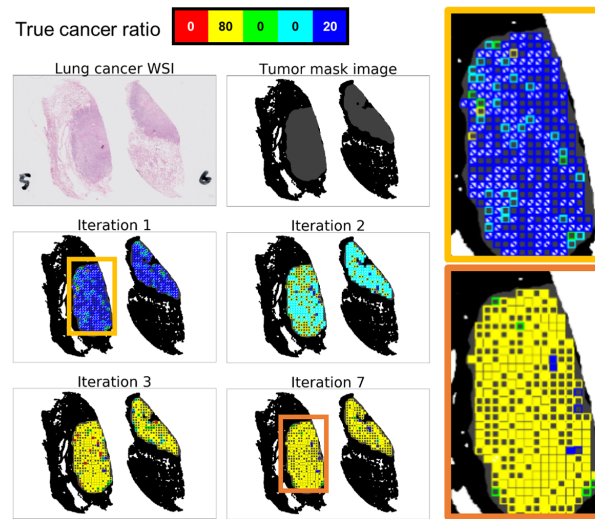 True cancer ratio 0 80 0 0 20
Lung cancer WSI Tumor mask image
5 6
Iteration 1 Iteration 2
Iteration 3 Iteration 7